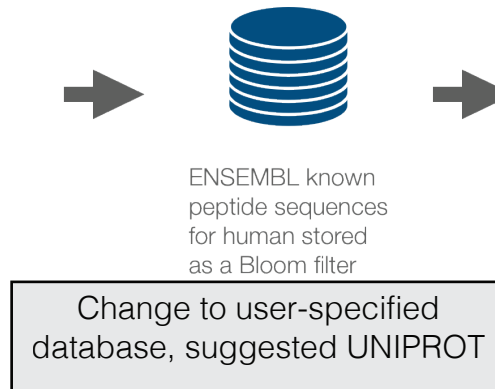 ENSEMBL known
peptide sequences
for human stored
as a Bloom filter
Change to user-specified
database, suggested UNIPROT